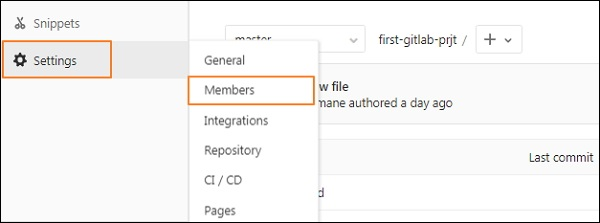 Snippets
Settings
master
first-gitlab-prjt /
General
Members
Integrations
Repository
CI / CD
Pages
w file
mane authored a day ago
Last commit
d